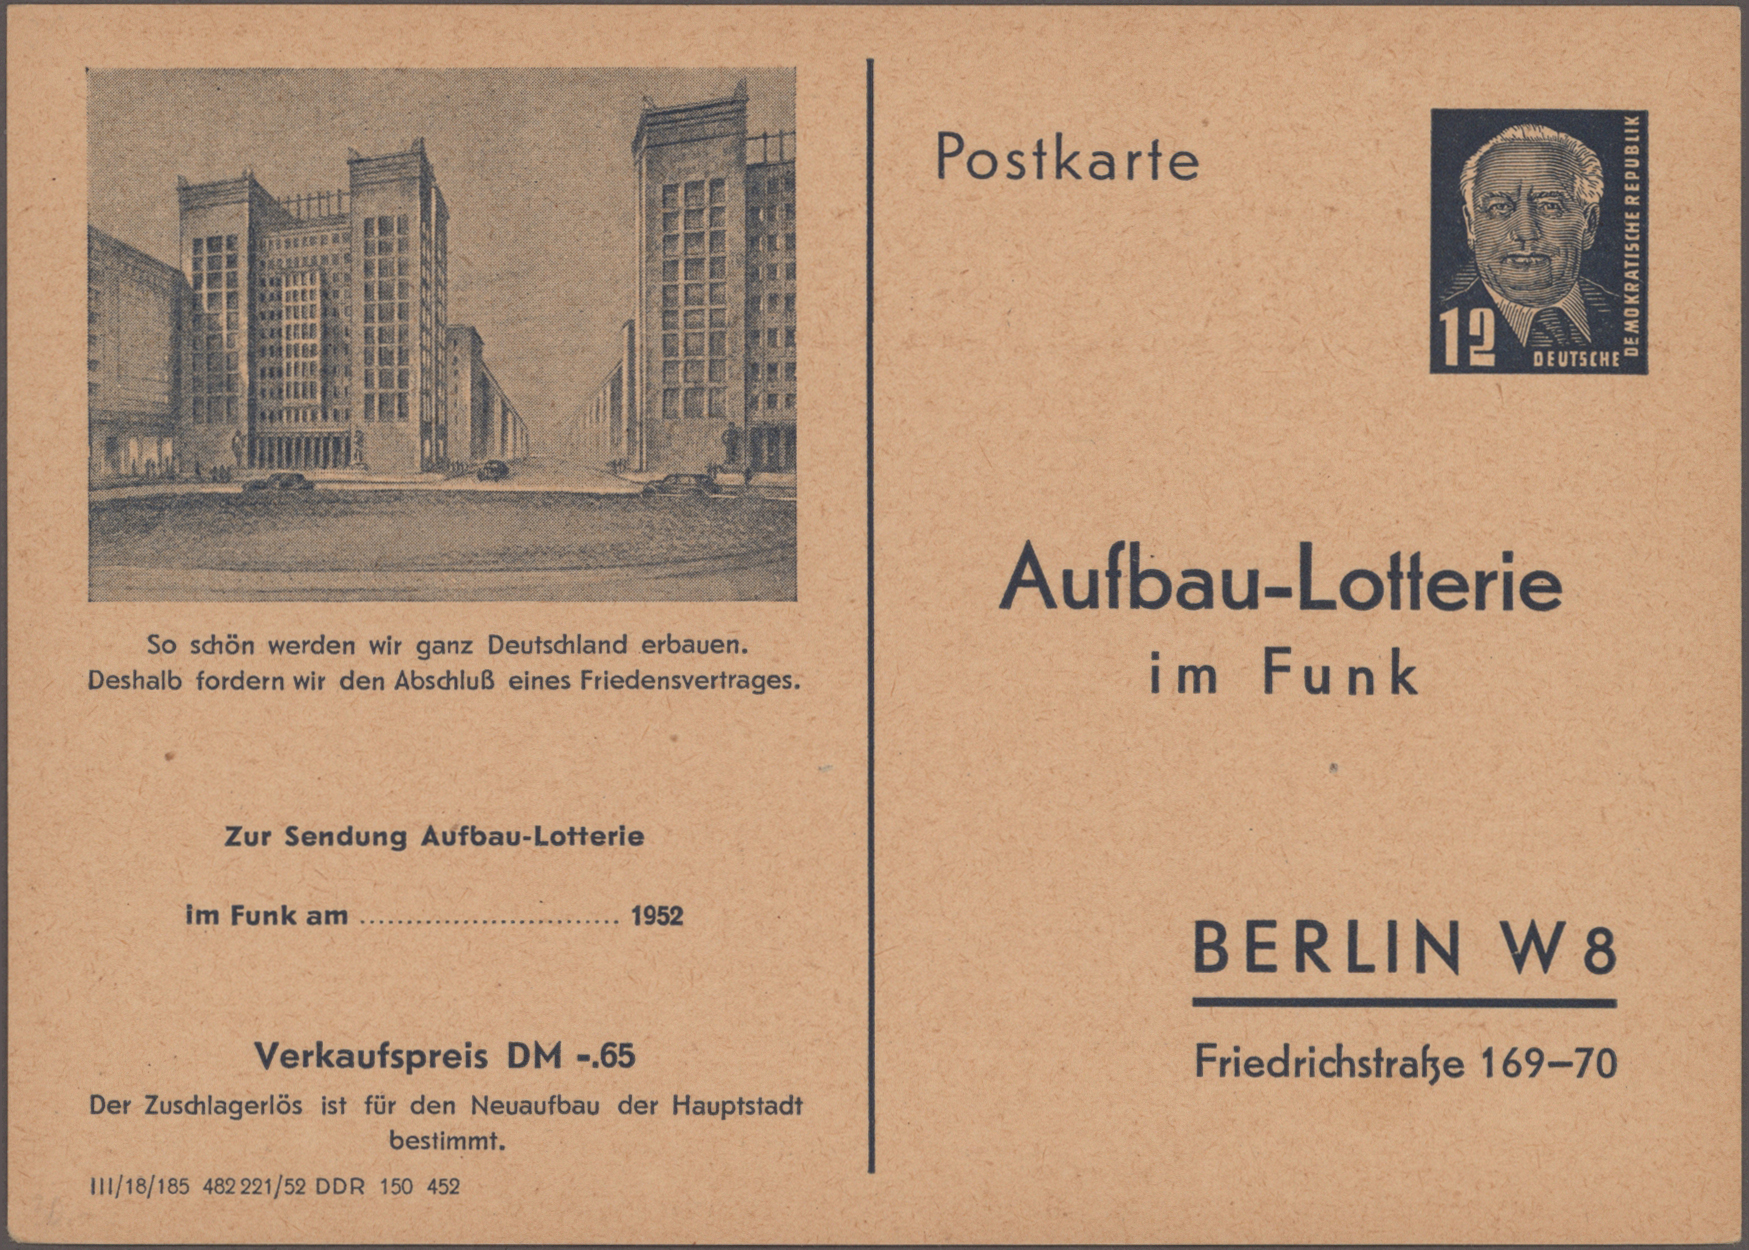 So schön werden wir ganz Deutschland erbauen.
Deshalb fordern wir den Abschluß eines Friedensvertrages.
Zur Sendung Aufbau-Lotterie
im Funk am ............................ 1952
Verkaufspreis DM -.65
Der Zuschlagerlös ist für den Neuaufbau der Hauptstadt
bestimmt.
III/18/185 482 221/52 DDR 150 452
Postkarte
12
DEUTSCHE
DEMOKRATISCHE REPUBLIK
Aufbau-Lotterie
im Funk
BERLIN W 8
Friedrichstraße 169–70